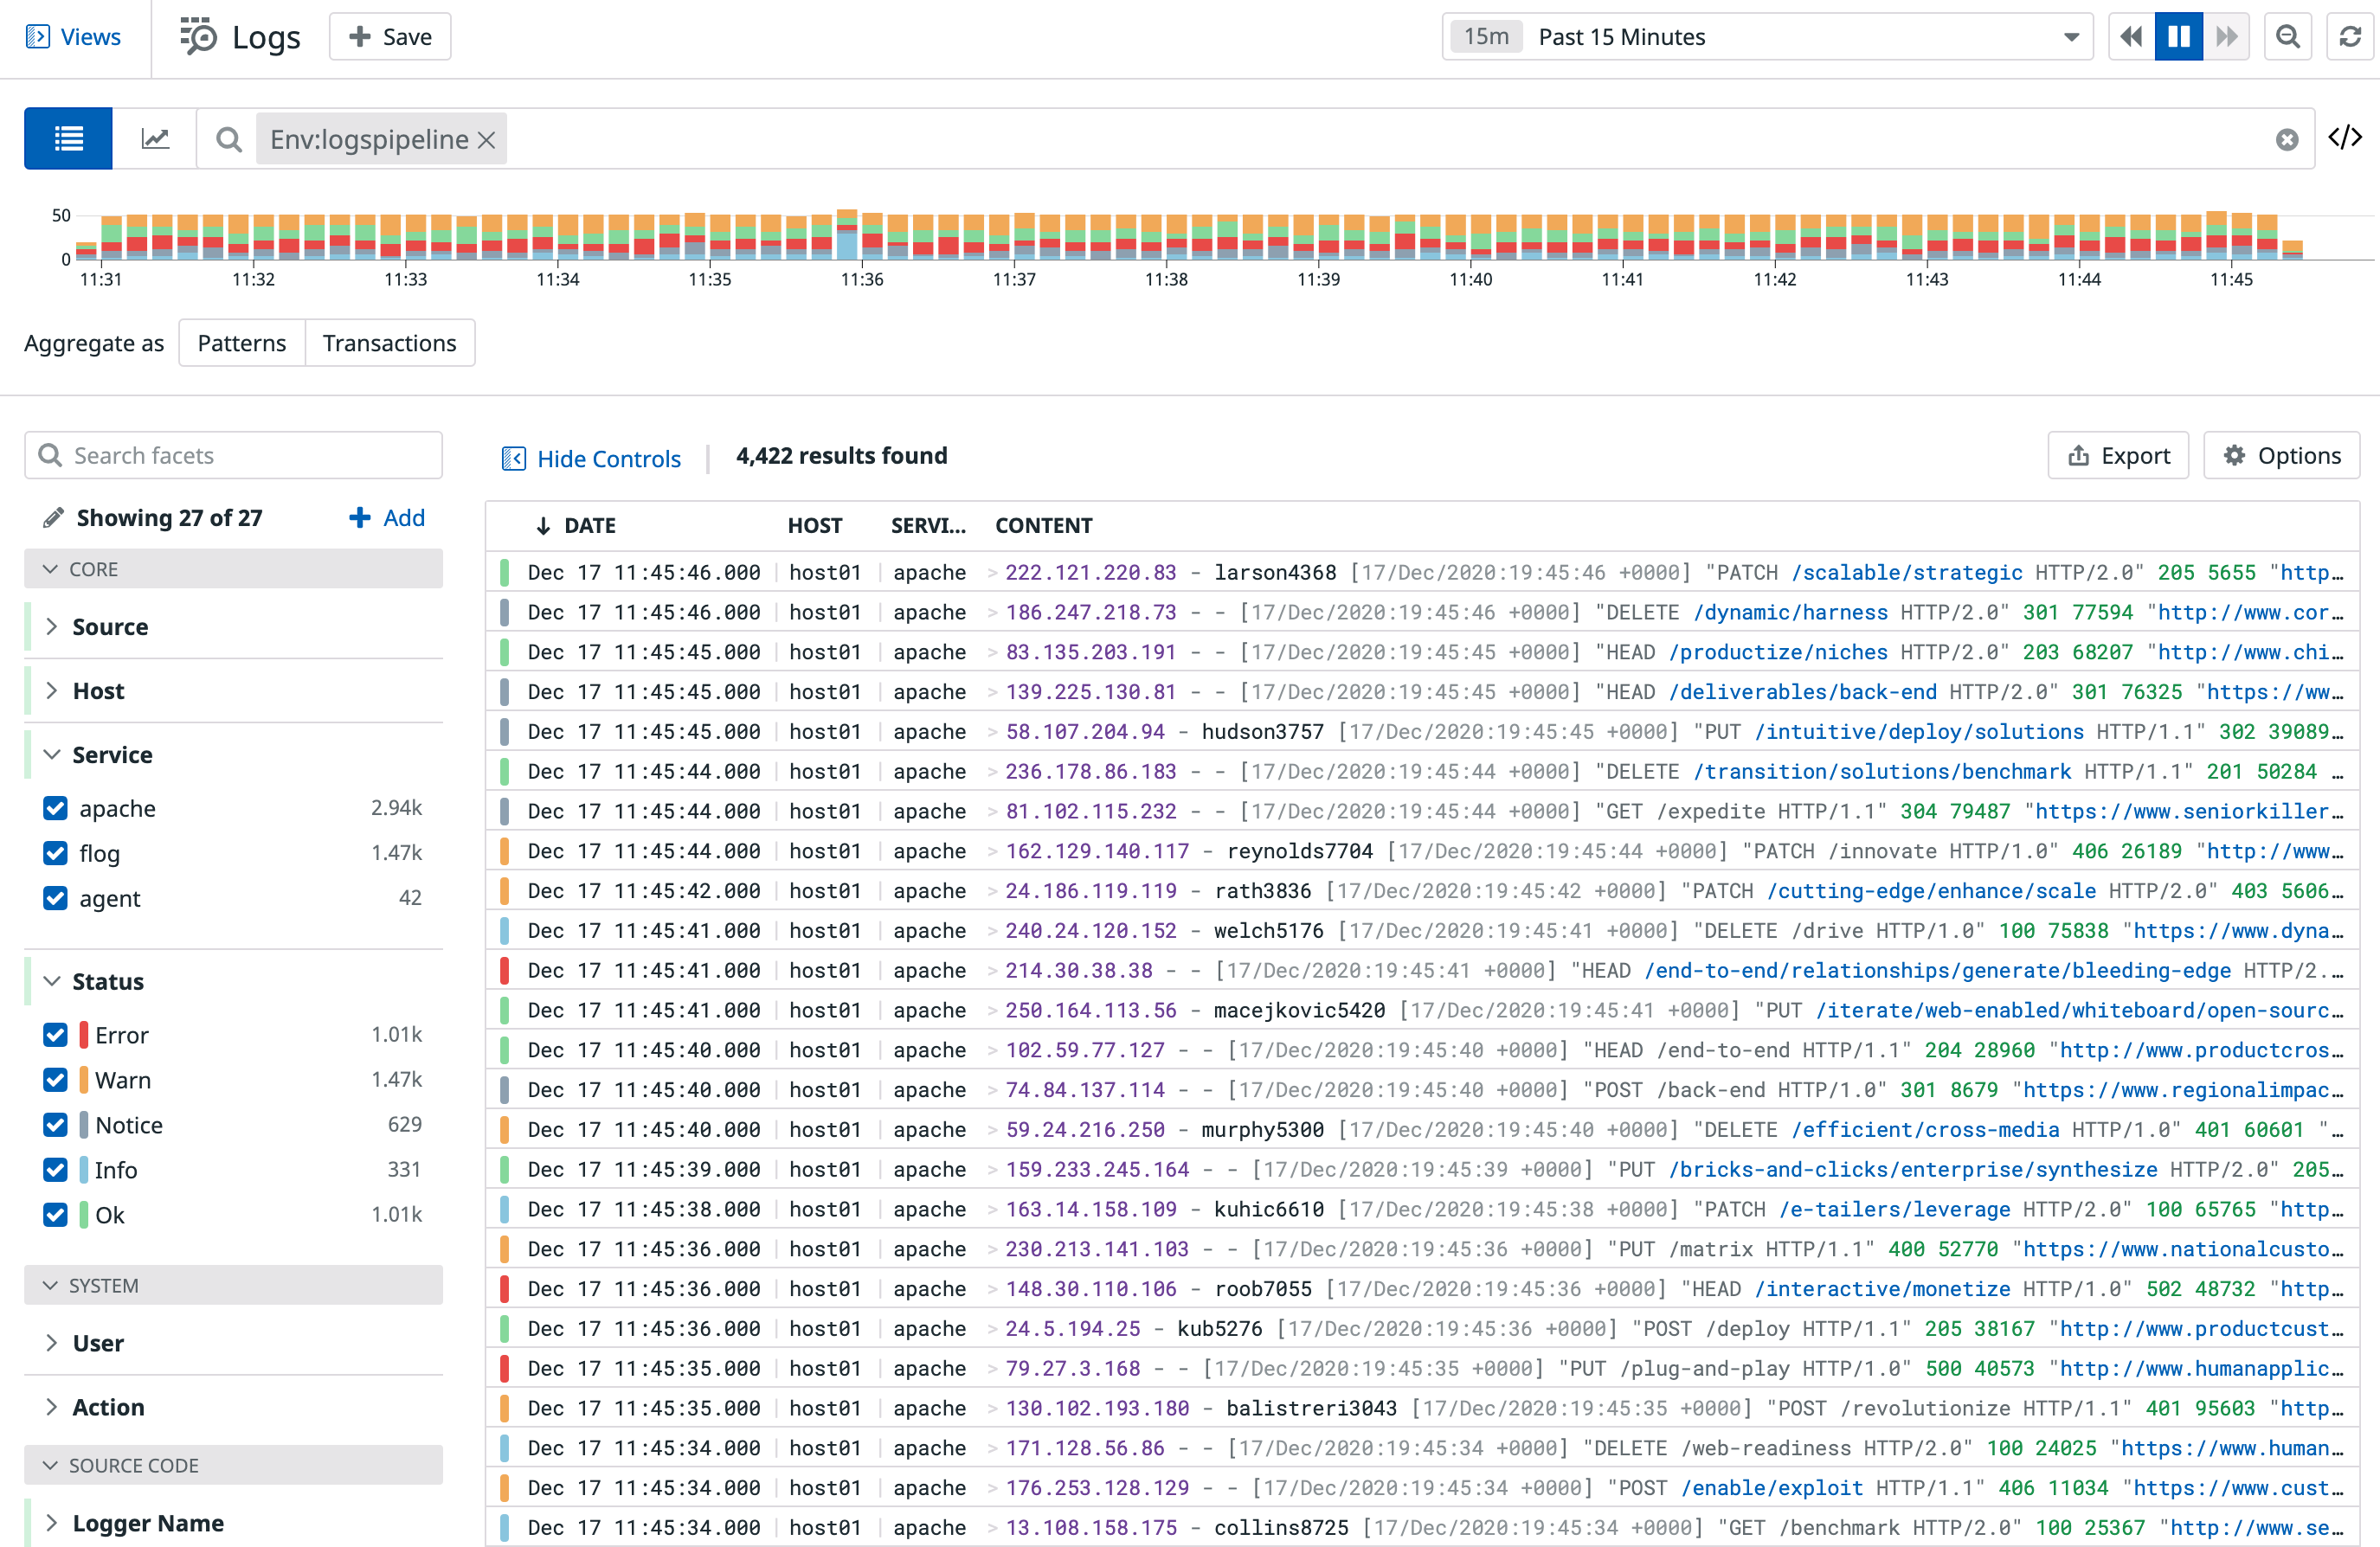 Views
Logs
+ Save
15m Past 15 Minutes
Env:logspipeline
</>
50
0
11:31 11:32 11:33 11:34 11:35 11:36 11:37 11:38 11:39 11:40 11:41 11:42 11:43 11:44 11:45
Aggregate as Patterns Transactions
Search facets
Showing 27 of 27 + Add
CORE
Source
Host
Service
apache 2.94k
flog 1.47k
agent 42
Status
Error 1.01k
Warn 1.47k
Notice 629
Info 331
Ok 1.01k
SYSTEM
User
Action
SOURCE CODE
Logger Name
Hide Controls 4,422 results found
Export Options
↓ DATE HOST SERVI... CONTENT
Dec 17 11:45:46.000 host01 apache > 222.121.220.83 - larson4368 [17/Dec/2020:19:45:46 +0000] "PATCH /scalable/strategic HTTP/2.0" 205 5655 "http…
Dec 17 11:45:46.000 host01 apache > 186.247.218.73 - - [17/Dec/2020:19:45:46 +0000] "DELETE /dynamic/harness HTTP/2.0" 301 77594 "http://www.cor…
Dec 17 11:45:45.000 host01 apache > 83.135.203.191 - - [17/Dec/2020:19:45:45 +0000] "HEAD /productize/niches HTTP/2.0" 203 68207 "http://www.chi…
Dec 17 11:45:45.000 host01 apache > 139.225.130.81 - - [17/Dec/2020:19:45:45 +0000] "HEAD /deliverables/back-end HTTP/2.0" 301 76325 "https://ww…
Dec 17 11:45:45.000 host01 apache > 58.107.204.94 - hudson3757 [17/Dec/2020:19:45:45 +0000] "PUT /intuitive/deploy/solutions HTTP/1.1" 302 39089…
Dec 17 11:45:44.000 host01 apache > 236.178.86.183 - - [17/Dec/2020:19:45:44 +0000] "DELETE /transition/solutions/benchmark HTTP/1.1" 201 50284 …
Dec 17 11:45:44.000 host01 apache > 81.102.115.232 - - [17/Dec/2020:19:45:44 +0000] "GET /expedite HTTP/1.1" 304 79487 "https://www.seniorkiller…
Dec 17 11:45:44.000 host01 apache > 162.129.140.117 - reynolds7704 [17/Dec/2020:19:45:44 +0000] "PATCH /innovate HTTP/1.0" 406 26189 "http://www…
Dec 17 11:45:42.000 host01 apache > 24.186.119.119 - rath3836 [17/Dec/2020:19:45:42 +0000] "PATCH /cutting-edge/enhance/scale HTTP/2.0" 403 5606…
Dec 17 11:45:41.000 host01 apache > 240.24.120.152 - welch5176 [17/Dec/2020:19:45:41 +0000] "DELETE /drive HTTP/1.0" 100 75838 "https://www.dyna…
Dec 17 11:45:41.000 host01 apache > 214.30.38.38 - - [17/Dec/2020:19:45:41 +0000] "HEAD /end-to-end/relationships/generate/bleeding-edge HTTP/2.…
Dec 17 11:45:41.000 host01 apache > 250.164.113.56 - macejkovic5420 [17/Dec/2020:19:45:41 +0000] "PUT /iterate/web-enabled/whiteboard/open-sourc…
Dec 17 11:45:40.000 host01 apache > 102.59.77.127 - - [17/Dec/2020:19:45:40 +0000] "HEAD /end-to-end HTTP/1.1" 204 28960 "http://www.productcros…
Dec 17 11:45:40.000 host01 apache > 74.84.137.114 - - [17/Dec/2020:19:45:40 +0000] "POST /back-end HTTP/1.0" 301 8679 "https://www.regionalimpac…
Dec 17 11:45:40.000 host01 apache > 59.24.216.250 - murphy5300 [17/Dec/2020:19:45:40 +0000] "DELETE /efficient/cross-media HTTP/1.0" 401 60601 "…
Dec 17 11:45:39.000 host01 apache > 159.233.245.164 - - [17/Dec/2020:19:45:39 +0000] "PUT /bricks-and-clicks/enterprise/synthesize HTTP/2.0" 205…
Dec 17 11:45:38.000 host01 apache > 163.14.158.109 - kuhic6610 [17/Dec/2020:19:45:38 +0000] "PATCH /e-tailers/leverage HTTP/2.0" 100 65765 "http…
Dec 17 11:45:36.000 host01 apache > 230.213.141.103 - - [17/Dec/2020:19:45:36 +0000] "PUT /matrix HTTP/1.1" 400 52770 "https://www.nationalcusto…
Dec 17 11:45:36.000 host01 apache > 148.30.110.106 - roob7055 [17/Dec/2020:19:45:36 +0000] "HEAD /interactive/monetize HTTP/1.0" 502 48732 "http…
Dec 17 11:45:36.000 host01 apache > 24.5.194.25 - kub5276 [17/Dec/2020:19:45:36 +0000] "POST /deploy HTTP/1.1" 205 38167 "http://www.productcust…
Dec 17 11:45:35.000 host01 apache > 79.27.3.168 - - [17/Dec/2020:19:45:35 +0000] "PUT /plug-and-play HTTP/1.0" 500 40573 "http://www.humanapplic…
Dec 17 11:45:35.000 host01 apache > 130.102.193.180 - balistreri3043 [17/Dec/2020:19:45:35 +0000] "POST /revolutionize HTTP/1.1" 401 95603 "http…
Dec 17 11:45:34.000 host01 apache > 171.128.56.86 - - [17/Dec/2020:19:45:34 +0000] "DELETE /web-readiness HTTP/2.0" 100 24025 "https://www.human…
Dec 17 11:45:34.000 host01 apache > 176.253.128.129 - - [17/Dec/2020:19:45:34 +0000] "POST /enable/exploit HTTP/1.1" 406 11034 "https://www.cust…
Dec 17 11:45:34.000 host01 apache > 13.108.158.175 - collins8725 [17/Dec/2020:19:45:34 +0000] "GET /benchmark HTTP/2.0" 100 25367 "http://www.se…